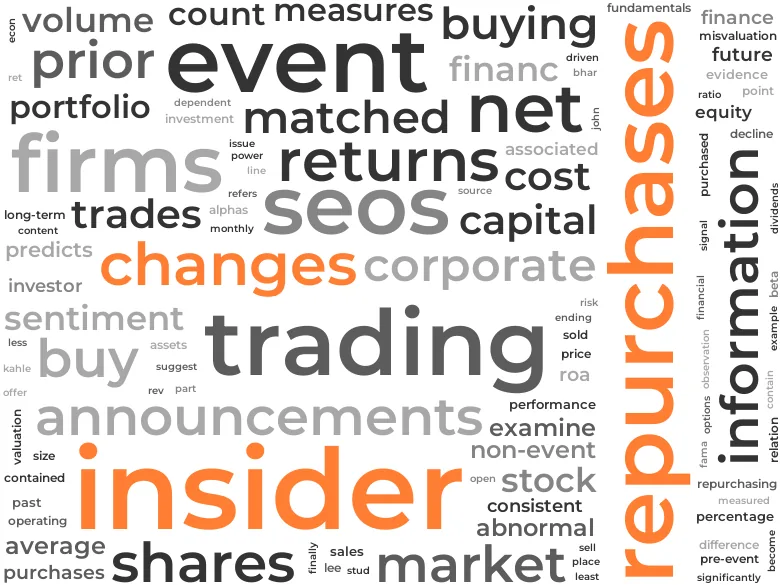 econ
volume
count
measures
fundamentals
finance
misvaluation
buying
prior
event
driven
financ
bhar
future
evidence
point
ret
ratio
portfolio
dependent
investment
matched
net
john
equity
decline
firms
issue
power
line
returns
associated
cost
purchased
refers
seos
source
long-term
content
trades
alphas
monthly
capital
dividends
signal
predicts
changes
corporate
investor
repurchases
information
financial
beta
risk
sentiment
trading
ending
sold
example
less
kahle
buy
assets
suggest
price
roa
observation
offer
rev
part
contain
announcements
performance
options
valuation
examine
relation
size
non-event
fama
contained
insider
open
stock
repurchasing
measured
past
operating
consistent
percentage
abnormal
average
purchases
shares
finally
sales
lee
stud
market
sell
place
least
difference
pre-event
become
significantly